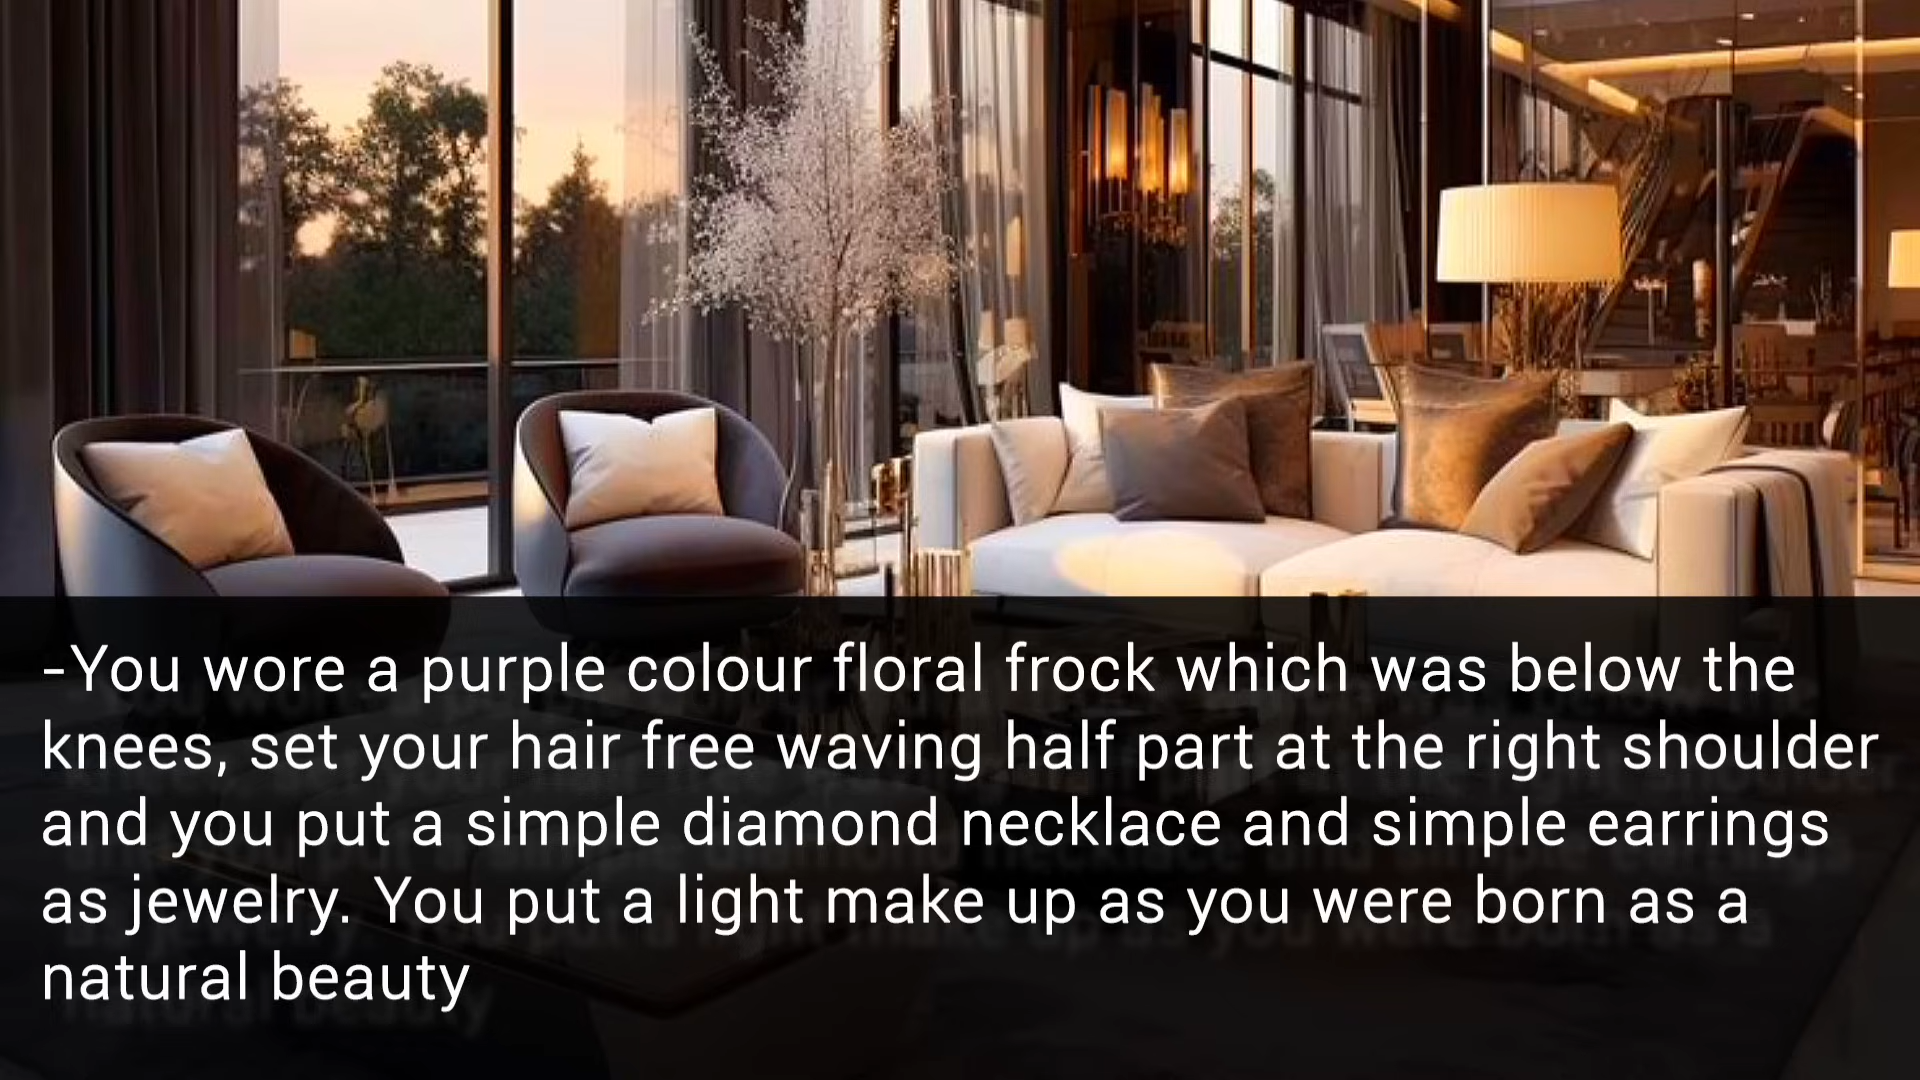 -You wore a purple colour floral frock which was below the
knees, set your hair free waving half part at the right shoulder
and you put a simple diamond necklace and simple earrings
as jewelry. You put a light make up as you were born as a
natural beauty